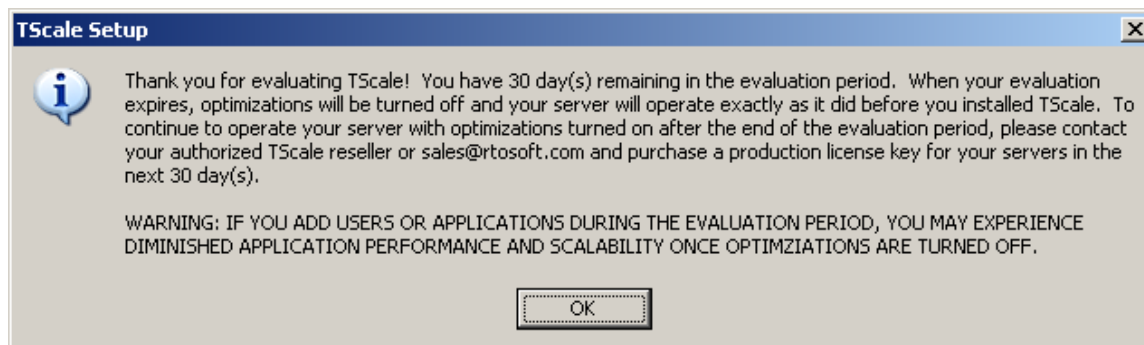 TScale Setup
Thank you for evaluating TScale!  You have 30 day(s) remaining in the evaluation period.  When your evaluation
expires, optimizations will be turned off and your server will operate exactly as it did before you installed TScale.  To
continue to operate your server with optimizations turned on after the end of the evaluation period, please contact
your authorized TScale reseller or sales@rtosoft.com and purchase a production license key for your servers in the
next 30 day(s).
WARNING: IF YOU ADD USERS OR APPLICATIONS DURING THE EVALUATION PERIOD, YOU MAY EXPERIENCE
DIMINISHED APPLICATION PERFORMANCE AND SCALABILITY ONCE OPTIMZIATIONS ARE TURNED OFF.
OK